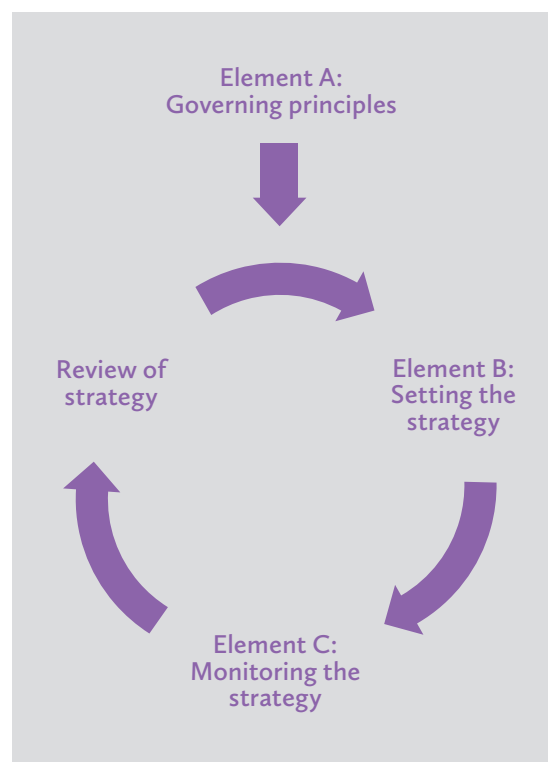 Element A:
Governing principles
Review of
strategy
Element B:
Setting the
strategy
Element C:
Monitoring the
strategy